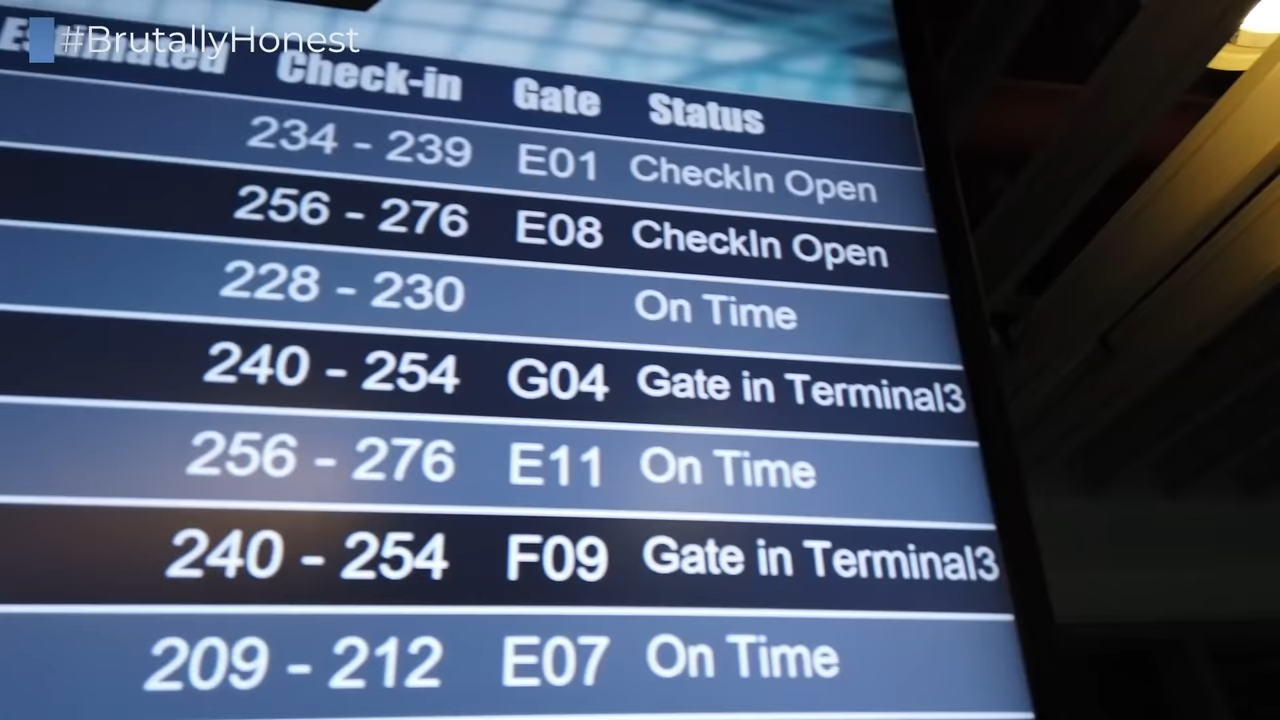 #BrutallyHonest
Estimated Check-in Gate Status
234 - 239 E01 CheckIn Open
256 - 276 E08 CheckIn Open
228 - 230 On Time
240 - 254 G04 Gate in Terminal3
256 - 276 E11 On Time
240 - 254 F09 Gate in Terminal3
209 - 212 E07 On Time